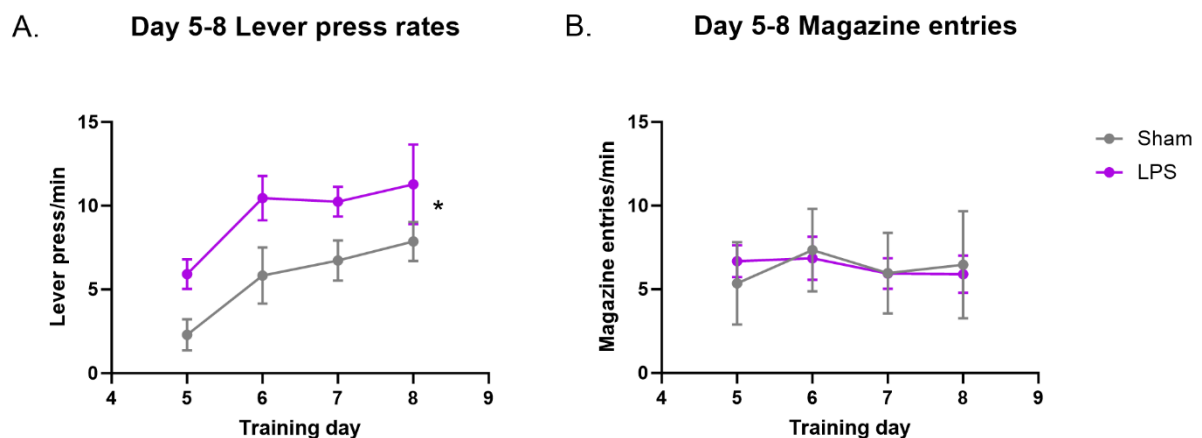 A.
Day 5-8 Lever press rates
Lever press/min
15
10
5
0
*
4 5 6 7 8 9
Training day
B.
Day 5-8 Magazine entries
Magazine entries/min
15
10
5
0
4 5 6 7 8 9
Training day
Sham
LPS